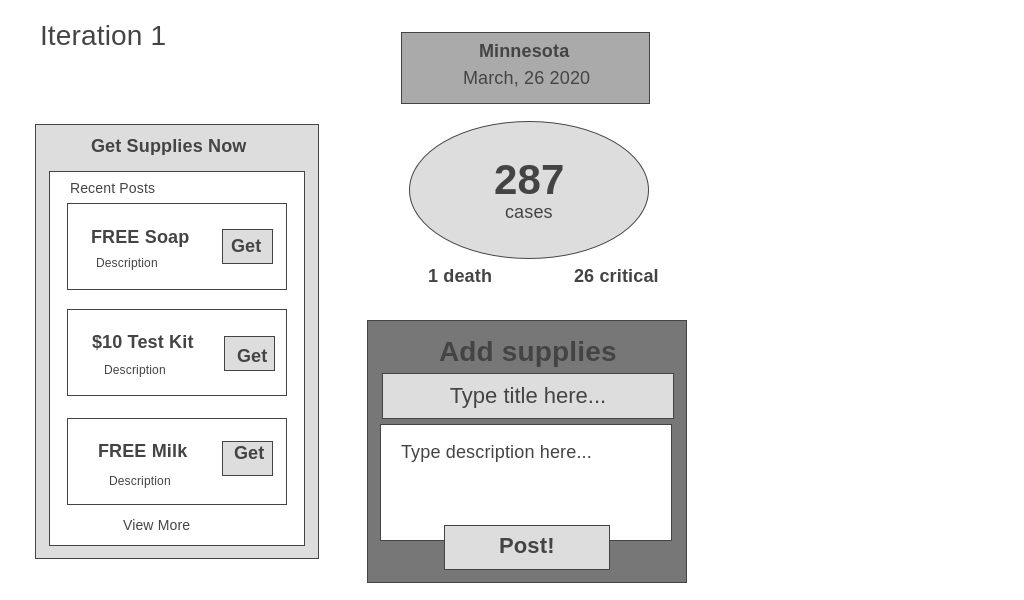 Iteration 1
Minnesota
March, 26 2020
287
cases
1 death
26 critical
Get Supplies Now
Recent Posts
FREE Soap
Description
Get
$10 Test Kit
Description
Get
FREE Milk
Description
Get
View More
Add supplies
Type title here...
Type description here...
Post!